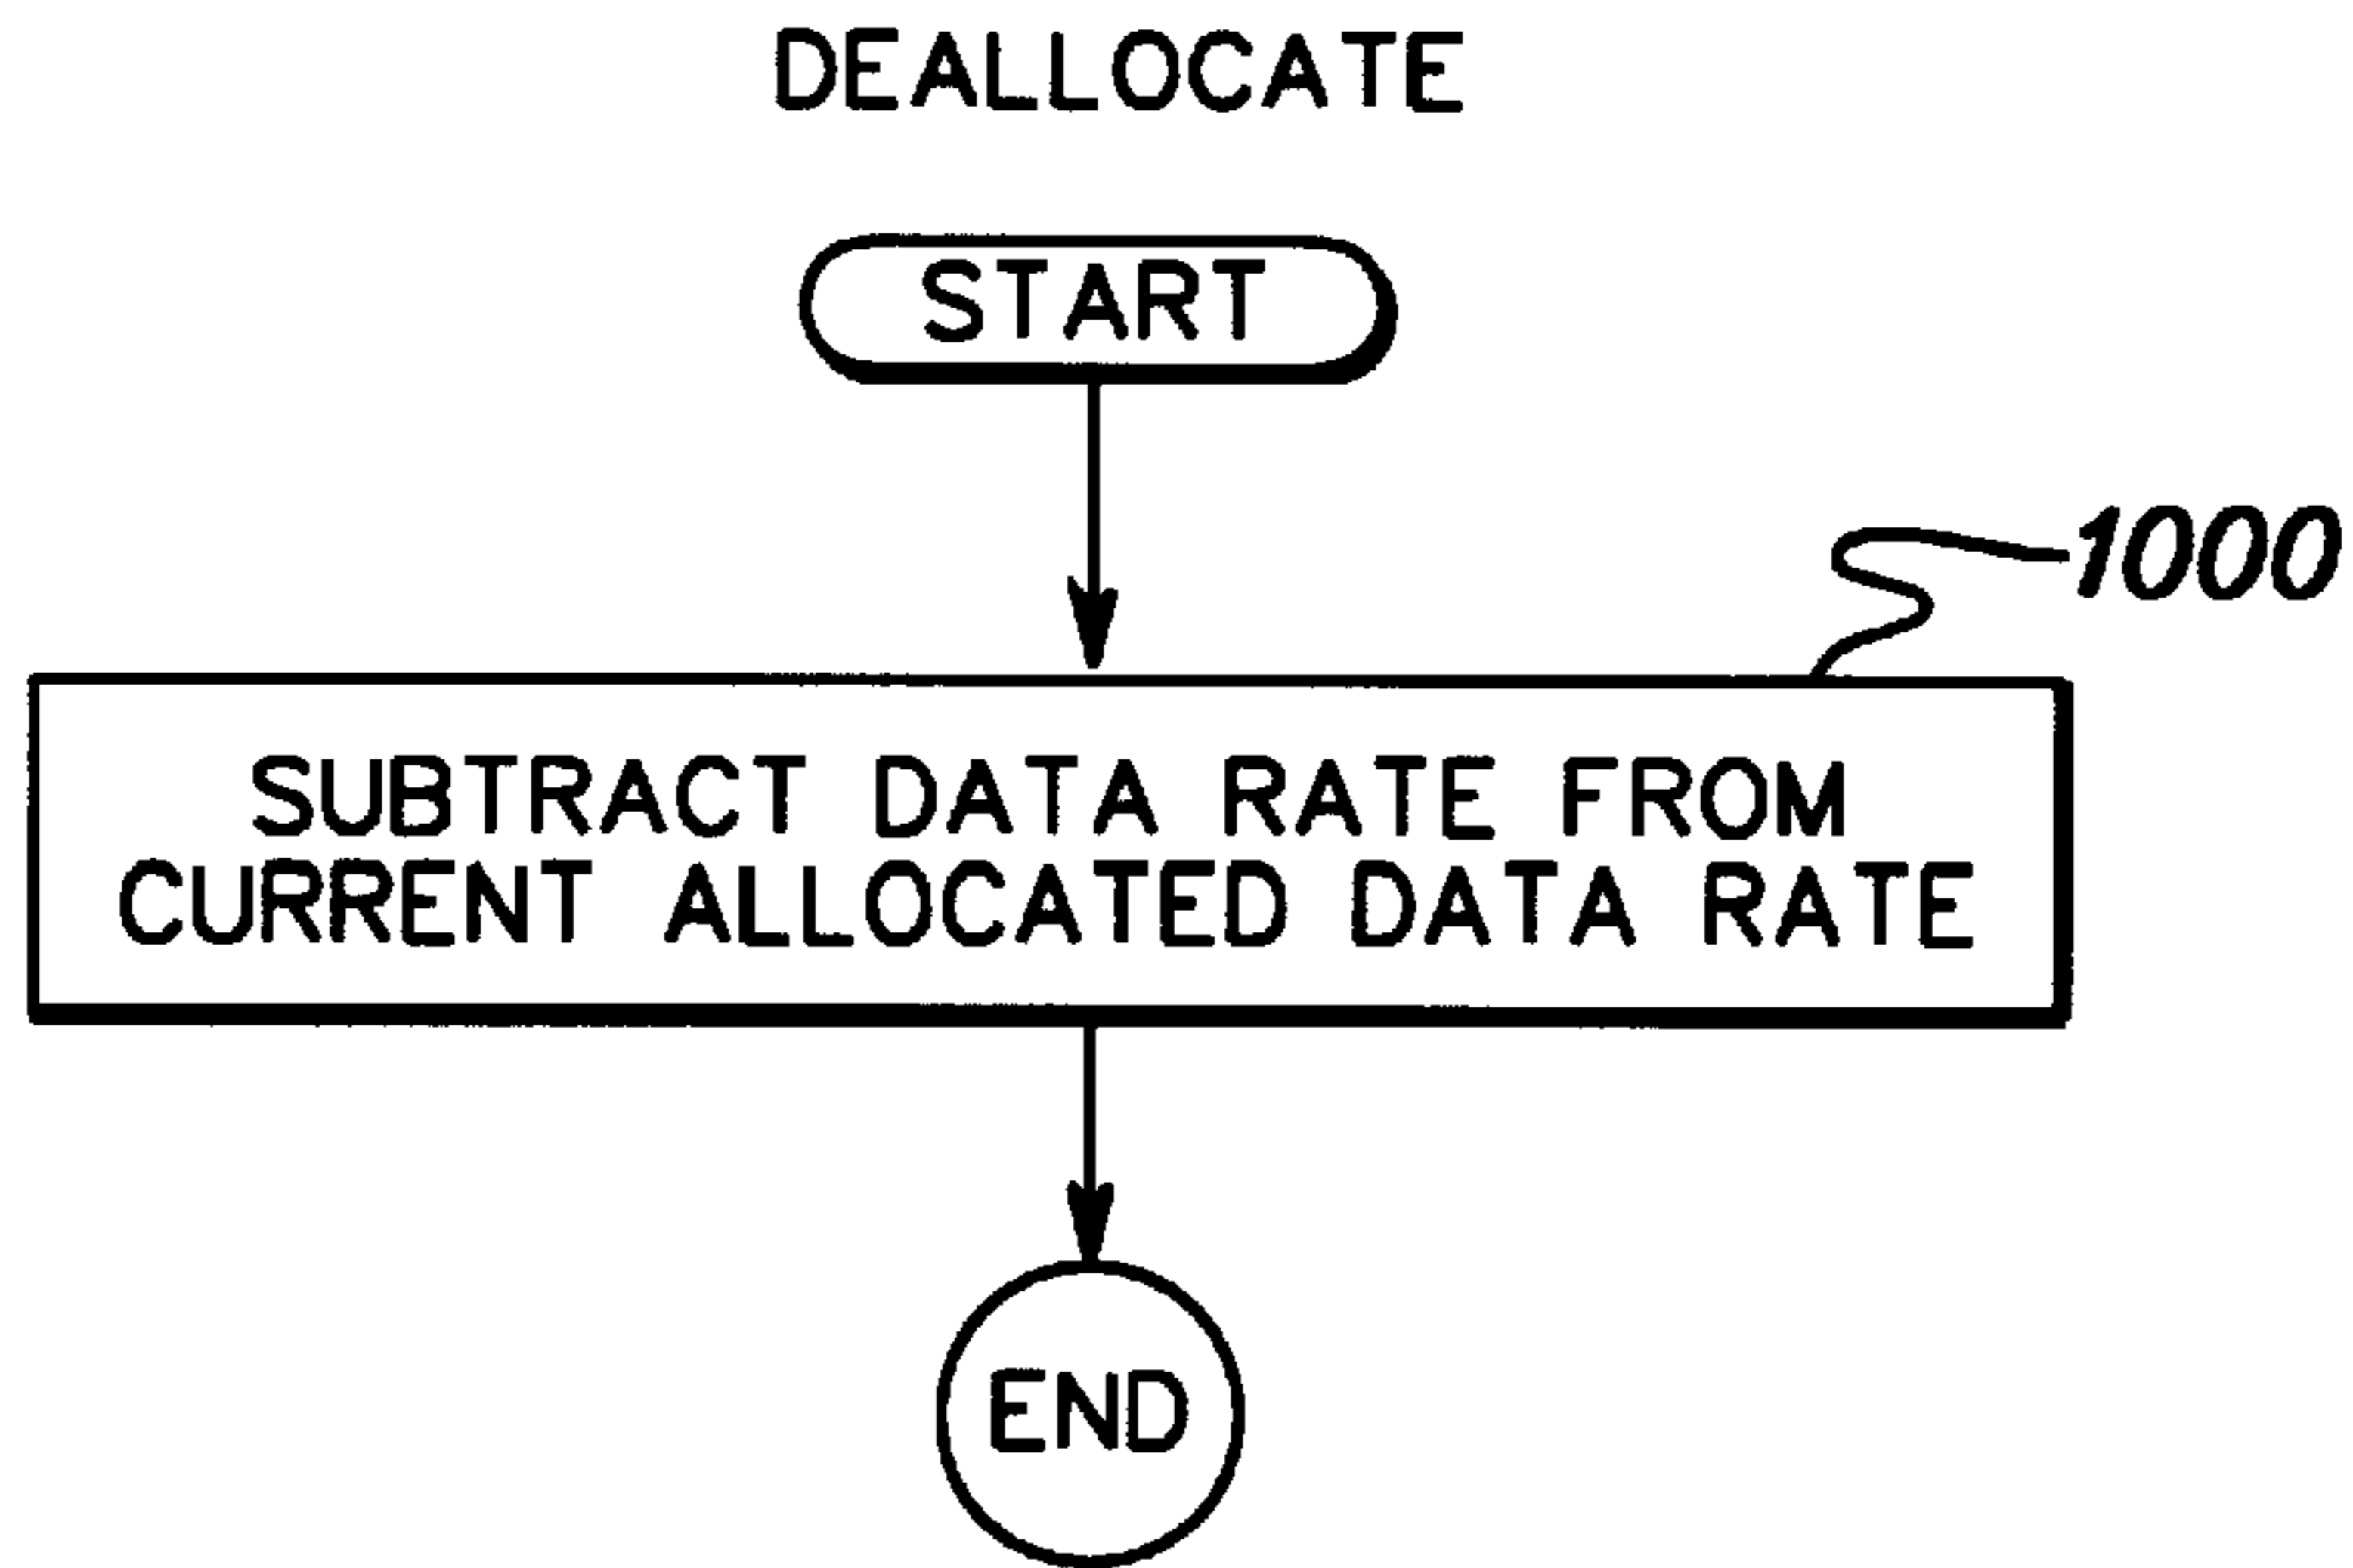 DEALLOCATE
START
1000
SUBTRACT DATA RATE FROM
CURRENT ALLOCATED DATA RATE
END